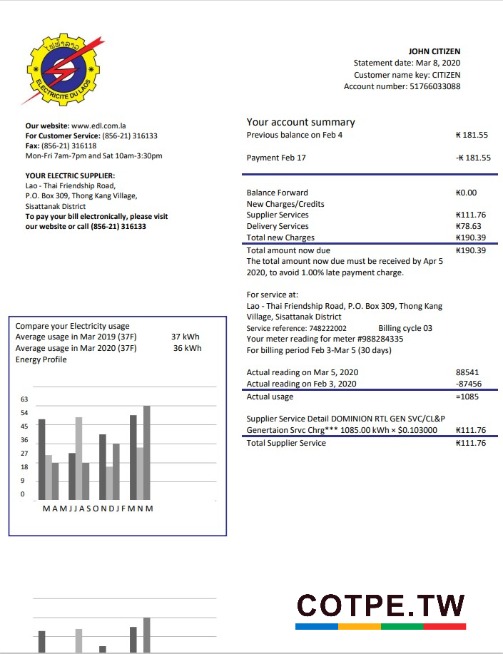 ໄຟຟ້າລາວ
ELECTRICITE DU LAOS
JOHN CITIZEN
Statement date: Mar 8, 2020
Customer name key: CITIZEN
Account number: 51766033088
Our website: www.edl.com.la
For Customer Service: (856-21) 316133
Fax: (856-21) 316118
Mon-Fri 7am-7pm and Sat 10am-3:30pm
YOUR ELECTRIC SUPPLIER:
Lao - Thai Friendship Road,
P.O. Box 309, Thong Kang Village,
Sisattanak District
To pay your bill electronically, please visit
our website or call (856-21) 316133
Your account summary
Previous balance on Feb 4 ₭ 181.55
Payment Feb 17 -₭ 181.55
Balance Forward ₭0.00
New Charges/Credits
Supplier Services ₭111.76
Delivery Services ₭78.63
Total new Charges ₭190.39
Total amount now due ₭190.39
The total amount now due must be received by Apr 5
2020, to avoid 1.00% late payment charge.
For service at:
Lao - Thai Friendship Road, P.O. Box 309, Thong Kang
Village, Sisattanak District
Service reference: 748222002 Billing cycle 03
Your meter reading for meter #988284335
For billing period Feb 3-Mar 5 (30 days)
Actual reading on Mar 5, 2020 88541
Actual reading on Feb 3, 2020 -87456
Actual usage =1085
Supplier Service Detail DOMINION RTL GEN SVC/CL&P
Genertaion Srvc Chrg*** 1085.00 kWh × $0.103000 ₭111.76
Total Supplier Service ₭111.76
Compare your Electricity usage
Average usage in Mar 2019 (37F) 37 kWh
Average usage in Mar 2020 (37F) 36 kWh
Energy Profile
63
54
45
36
27
18
9
0
M A M J J A S O N D J F M N M
COTPE.TW